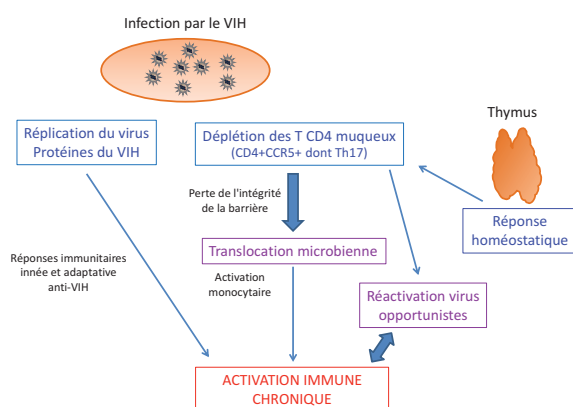 Infection par le VIH
Thymus
Réplication du virus
Protéines du VIH
Déplétion des T CD4 muqueux
(CD4+CCR5+ dont Th17)
Perte de l'intégrité
de la barrière
Réponse
homéostatique
Translocation microbienne
Réponses immunitaires
innée et adaptative
anti-VIH
Activation
monocytaire
Réactivation virus
opportunistes
ACTIVATION IMMUNE
CHRONIQUE